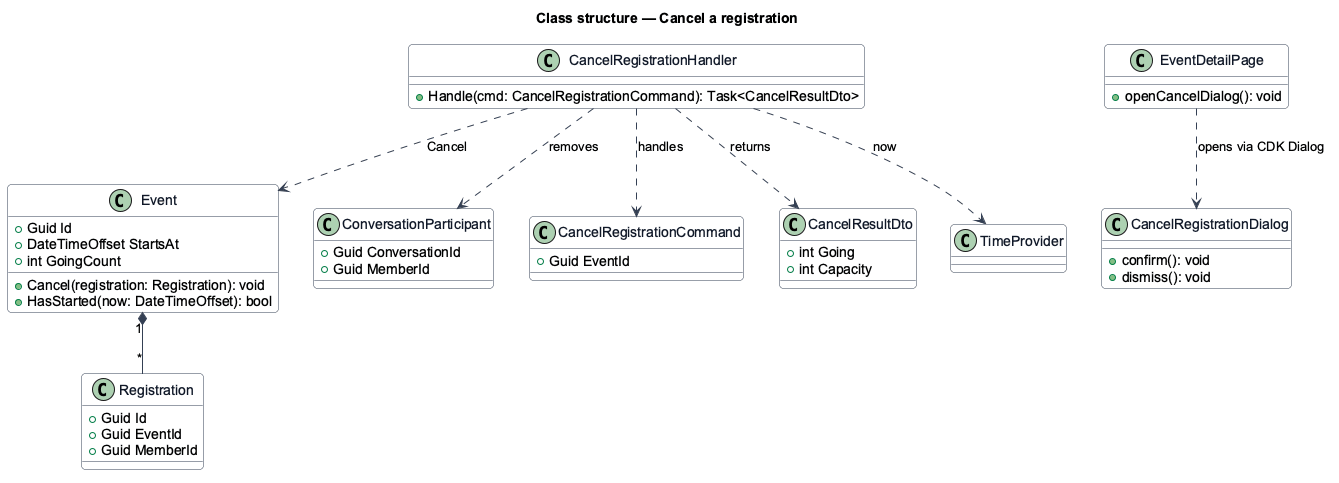 Class structure — Cancel a registration
C CancelRegistrationHandler
Handle(cmd: CancelRegistrationCommand): Task<CancelResultDto>
C EventDetailPage
openCancelDialog(): void
Cancel
removes
handles
returns
now
opens via CDK Dialog
C Event
Guid Id
DateTimeOffset StartsAt
int GoingCount
Cancel(registration: Registration): void
HasStarted(now: DateTimeOffset): bool
C ConversationParticipant
Guid ConversationId
Guid MemberId
C CancelRegistrationCommand
Guid EventId
C CancelResultDto
int Going
int Capacity
C TimeProvider
C CancelRegistrationDialog
confirm(): void
dismiss(): void
1
*
C Registration
Guid Id
Guid EventId
Guid MemberId